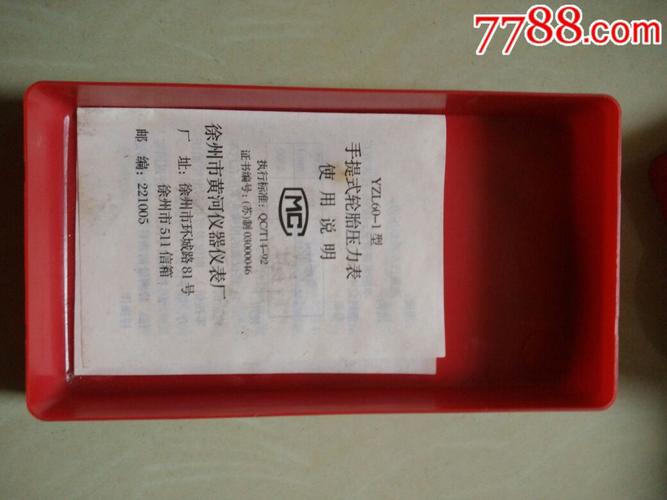 7788.com
YZL60-1型
手提式轮胎压力表
使用说明
MC
执行标准：QC/T14-92
证书编号：(苏)制03000046
徐州市黄河仪器仪表厂
厂 址：徐州市环城路81号
徐州市511信箱
邮 编：221005